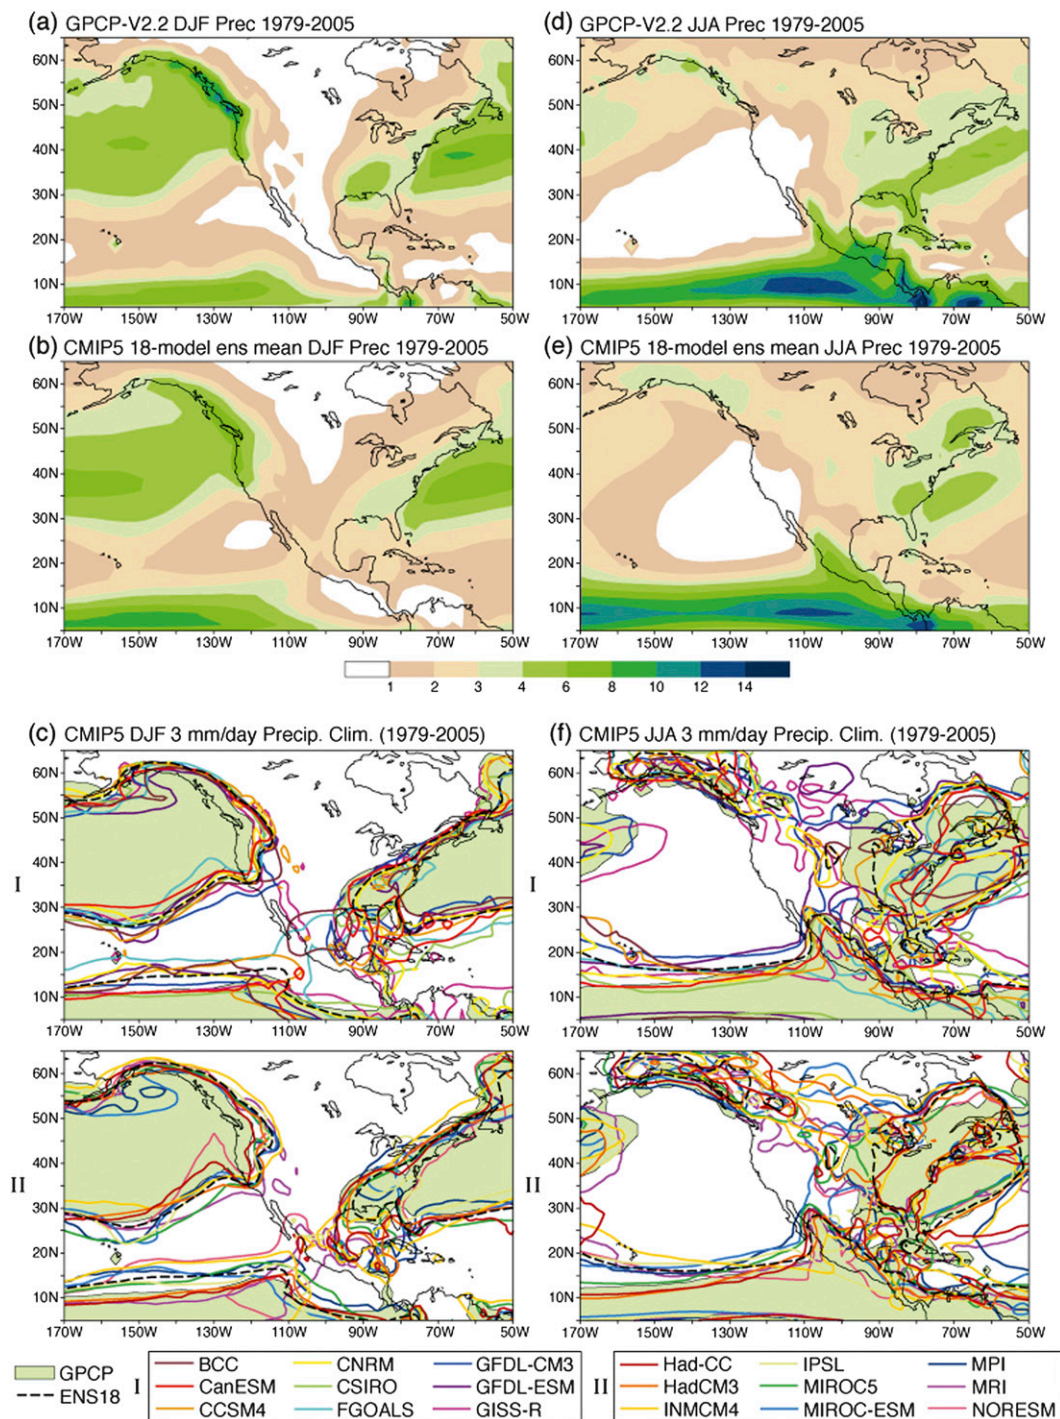 (a) GPCP-V2.2 DJF Prec 1979-2005
60N
50N
40N
30N
20N
10N
170W 150W 130W 110W 90W 70W 50W
(d) GPCP-V2.2 JJA Prec 1979-2005
60N
50N
40N
30N
20N
10N
170W 150W 130W 110W 90W 70W 50W
(b) CMIP5 18-model ens mean DJF Prec 1979-2005
60N
50N
40N
30N
20N
10N
170W 150W 130W 110W 90W 70W 50W
(e) CMIP5 18-model ens mean JJA Prec 1979-2005
60N
50N
40N
30N
20N
10N
170W 150W 130W 110W 90W 70W 50W
1 2 3 4 6 8 10 12 14
(c) CMIP5 DJF 3 mm/day Precip. Clim. (1979-2005)
I
60N
50N
40N
30N
20N
10N
170W 150W 130W 110W 90W 70W 50W
(f) CMIP5 JJA 3 mm/day Precip. Clim. (1979-2005)
I
60N
50N
40N
30N
20N
10N
170W 150W 130W 110W 90W 70W 50W
II
60N
50N
40N
30N
20N
10N
170W 150W 130W 110W 90W 70W 50W
II
60N
50N
40N
30N
20N
10N
170W 150W 130W 110W 90W 70W 50W
GPCP
ENS18
I
BCC CNRM GFDL-CM3
CanESM CSIRO GFDL-ESM
CCSM4 FGOALS GISS-R
II
Had-CC IPSL MPI
HadCM3 MIROC5 MRI
INMCM4 MIROC-ESM NORESM